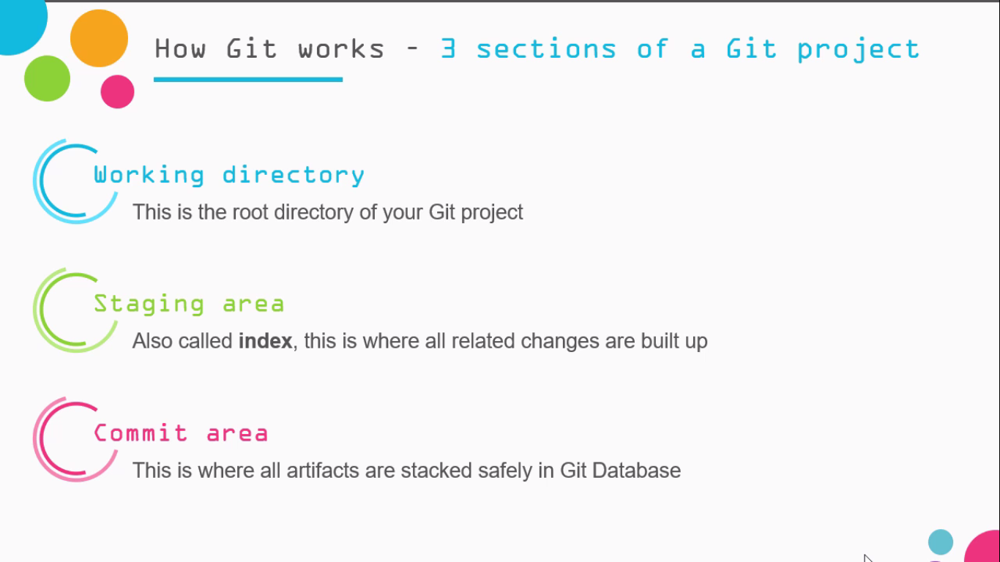 How Git works - 3 sections of a Git project
Working directory
This is the root directory of your Git project
Staging area
Also called index, this is where all related changes are built up
Commit area
This is where all artifacts are stacked safely in Git Database